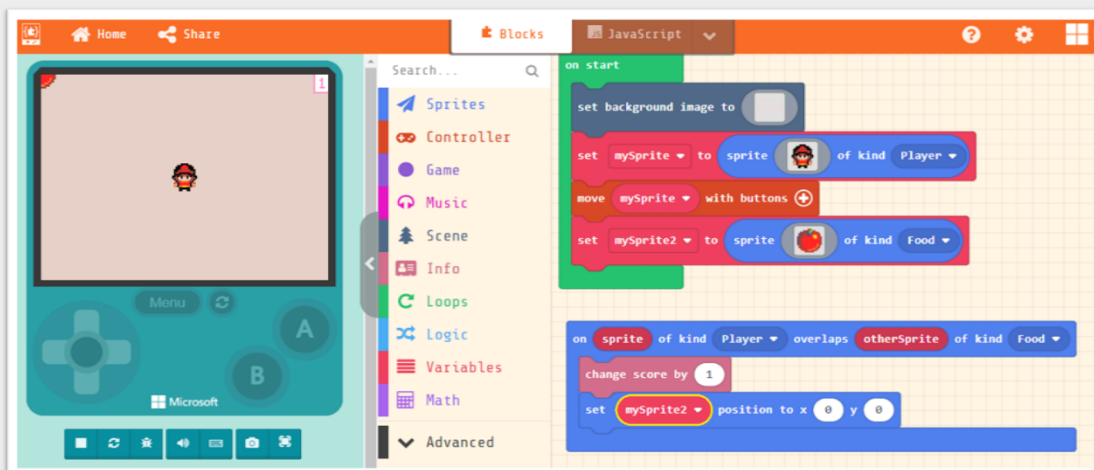 Home
Share
Blocks
JavaScript
1
Menu
A
B
Microsoft
Search...
Sprites
Controller
Game
Music
Scene
Info
Loops
Logic
Variables
Math
Advanced
on start
set background image to
set mySprite to sprite of kind Player
move mySprite with buttons
set mySprite2 to sprite of kind Food
on sprite of kind Player overlaps otherSprite of kind Food
change score by 1
set mySprite2 position to x 0 y 0